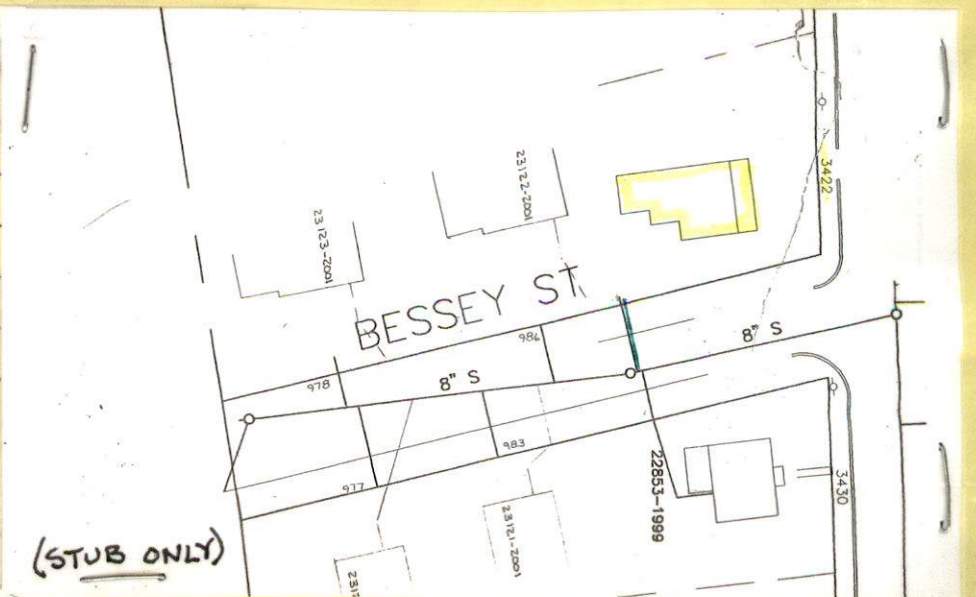 3422
23122-2001
23123-2001
BESSEY ST
986
8" S
978
8" S
983
977
22853-1999
3430
23121-2001
(STUB ONLY)